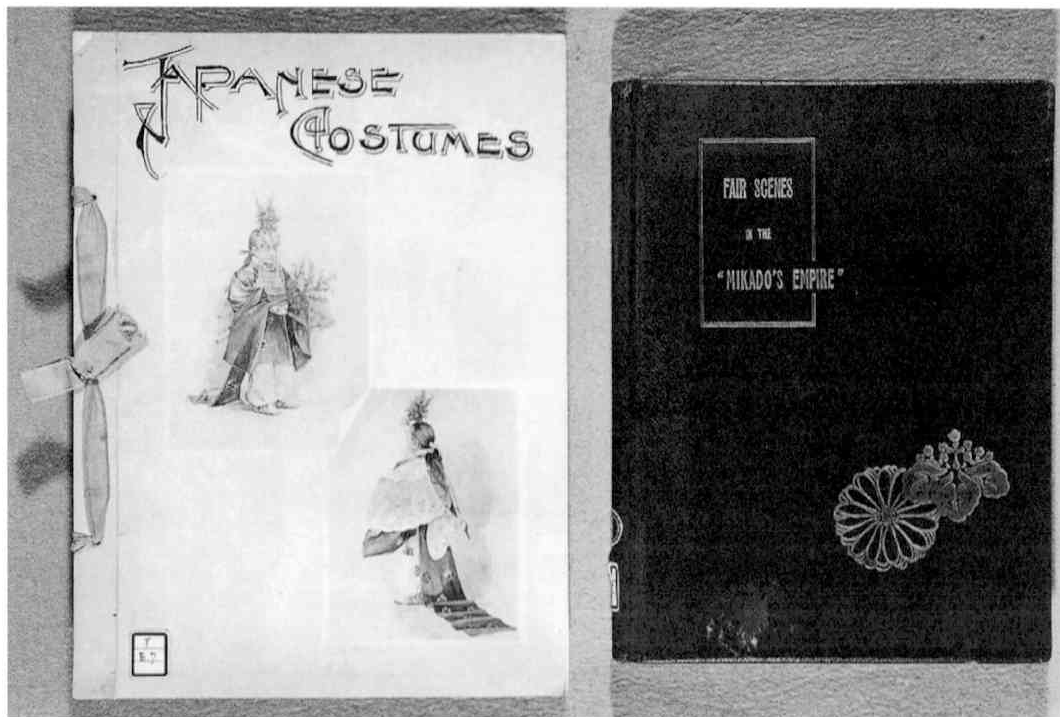 JAPANESE
COSTUMES
FAIR SCENES
IN THE
"MIKADO'S EMPIRE"